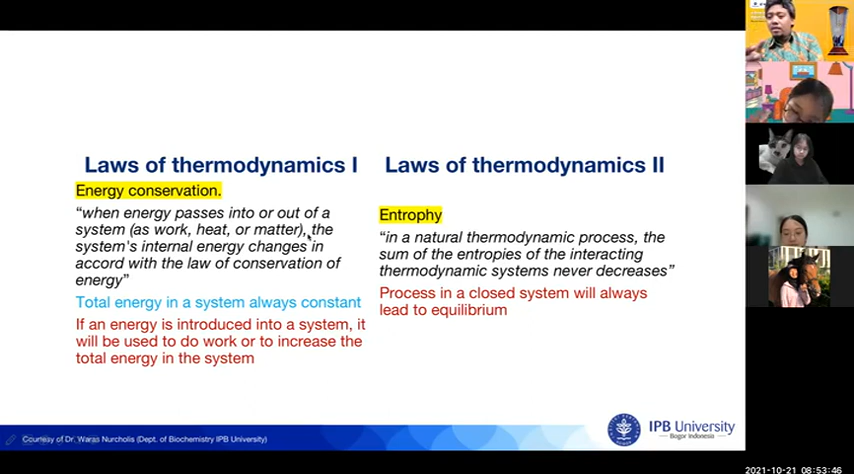 Laws of thermodynamics I
Energy conservation.
“when energy passes into or out of a
system (as work, heat, or matter), the
system's internal energy changes in
accord with the law of conservation of
energy”
Total energy in a system always constant
If an energy is introduced into a system, it
will be used to do work or to increase the
total energy in the system
Laws of thermodynamics II
Entrophy
“in a natural thermodynamic process, the
sum of the entropies of the interacting
thermodynamic systems never decreases”
Process in a closed system will always
lead to equilibrium
Courtesy of Dr. Waras Nurcholis (Dept. of Biochemistry IPB University)
IPB University
Bogor Indonesia
2021-10-21 08:53:46